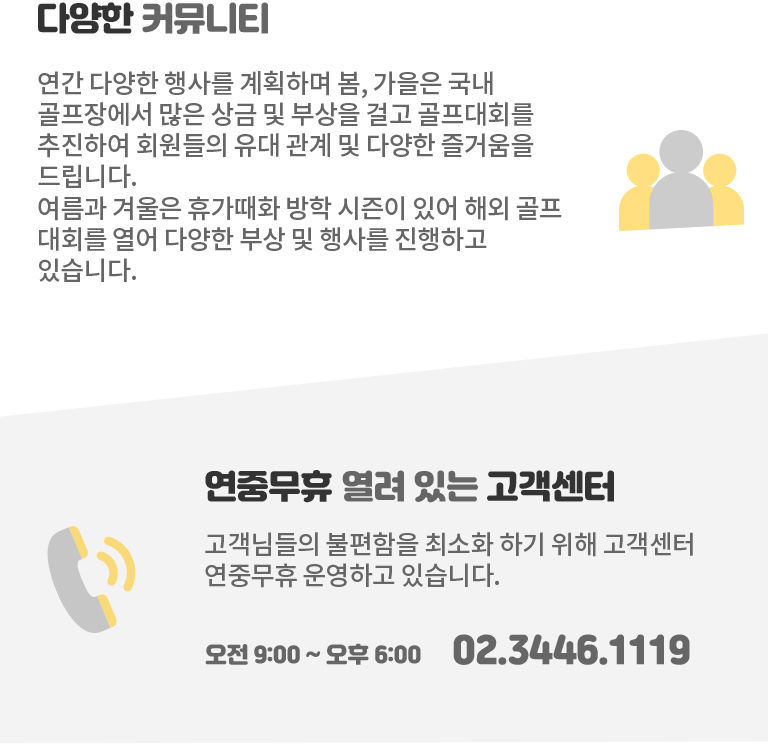 다양한 커뮤니티
연간 다양한 행사를 계획하며 봄, 가을은 국내
골프장에서 많은 상금 및 부상을 걸고 골프대회를
추진하여 회원들의 유대 관계 및 다양한 즐거움을
드립니다.
여름과 겨울은 휴가때화 방학 시즌이 있어 해외 골프
대회를 열어 다양한 부상 및 행사를 진행하고
있습니다.
연중무휴 열려 있는 고객센터
고객님들의 불편함을 최소화 하기 위해 고객센터
연중무휴 운영하고 있습니다.
오전 9:00 ~ 오후 6:00 02.3446.1119